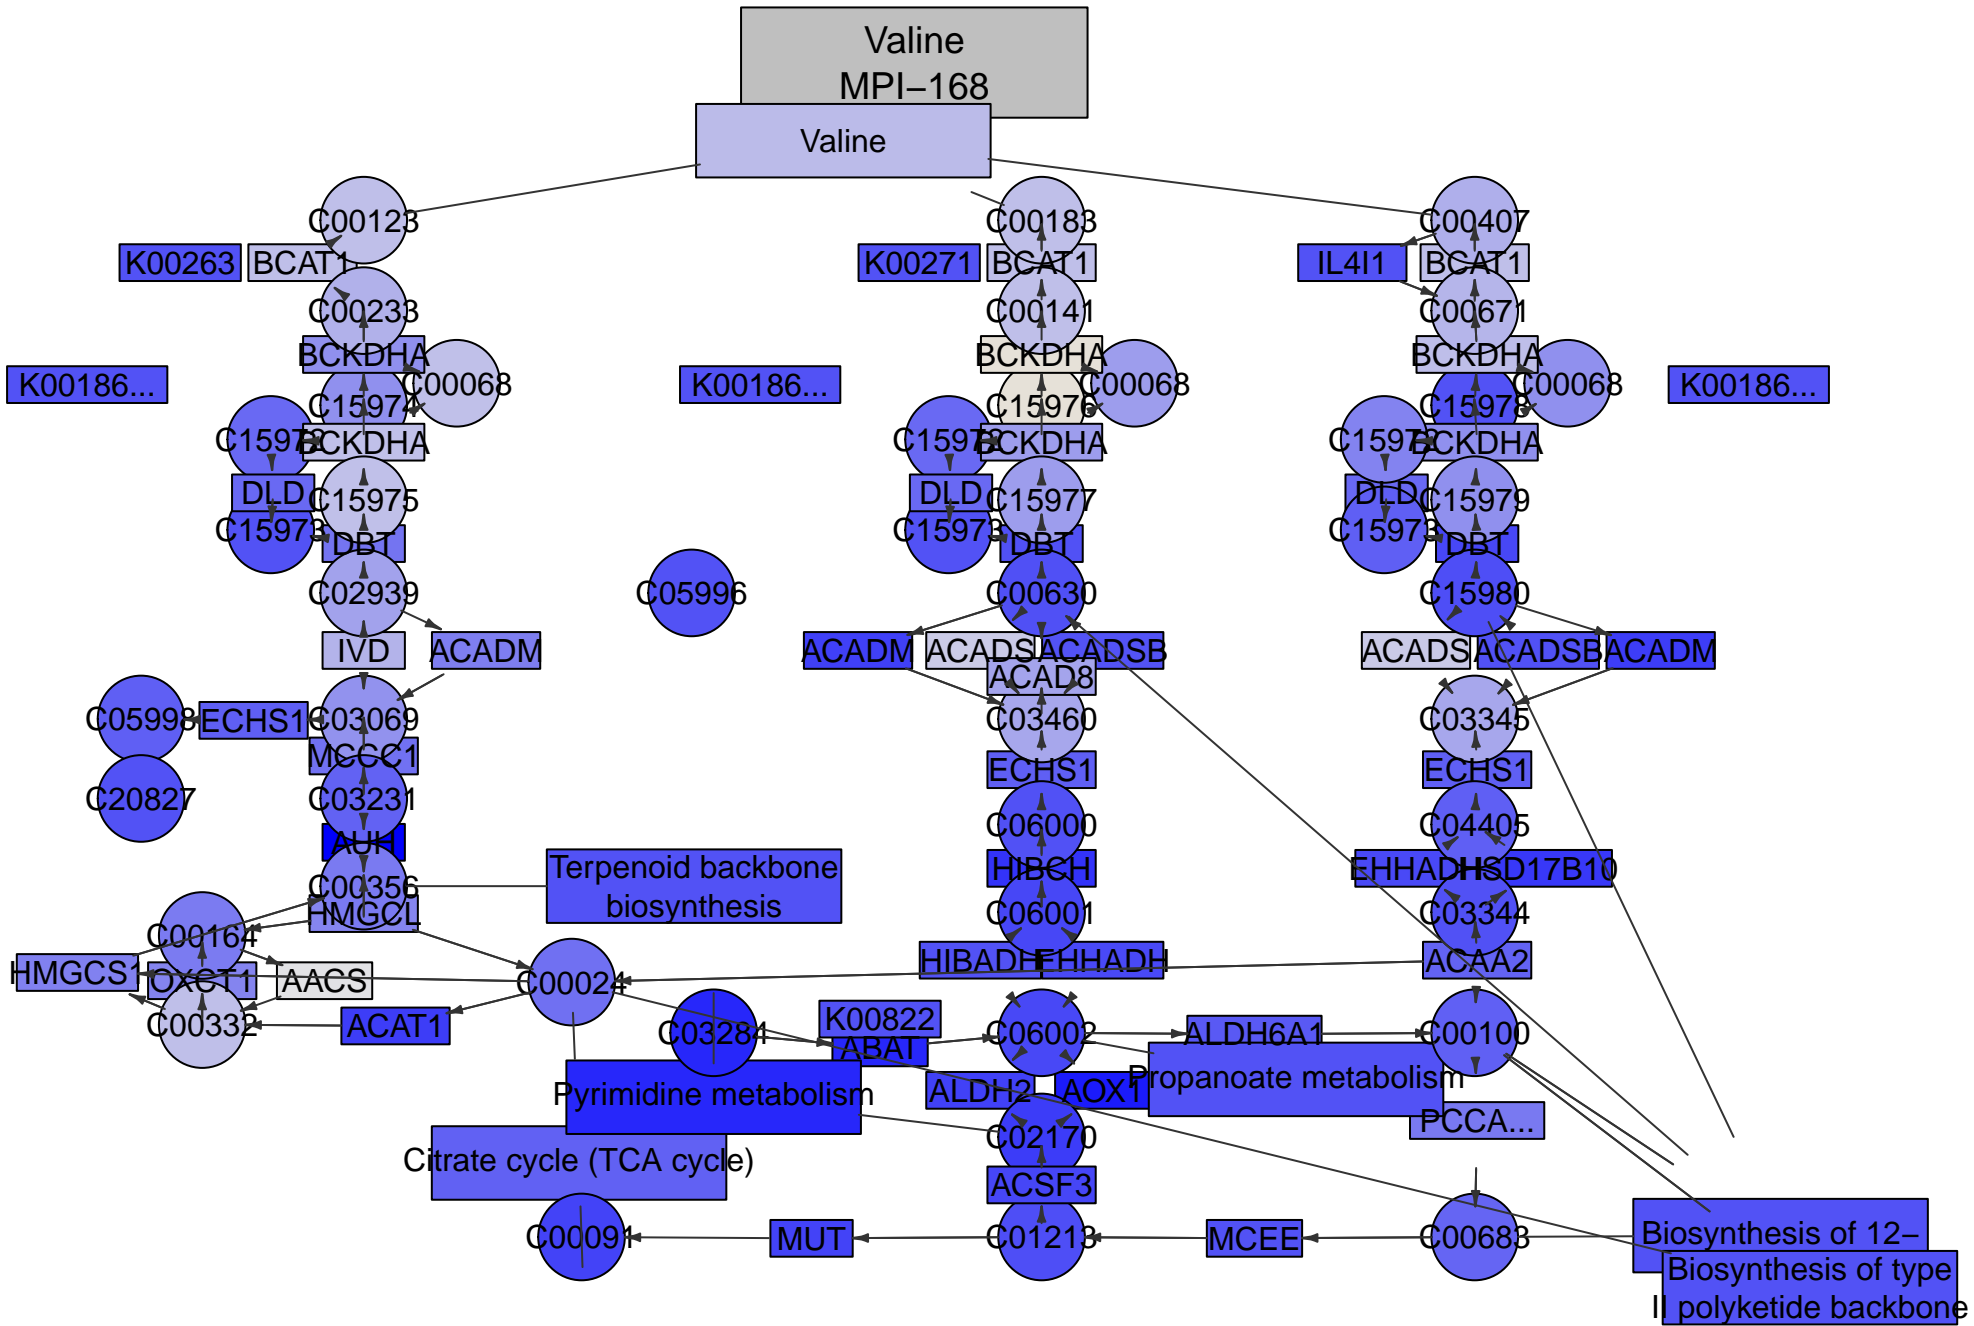 Valine
MPI−168
Valine
C00123
C00183
C00407
K00263
BCAT1
K00271
BCAT1
IL4I1
BCAT1
C00233
C00141
C00671
BCKDHA
BCKDHA
BCKDHA
K00186...
C00068
K00186...
C00068
C00068
K00186...
C15974
C15976
C15978
C15972
BCKDHA
C15972
BCKDHA
C15972
BCKDHA
DLD
C15975
DLD
C15977
DLD
C15979
C15973
DBT
C15973
DBT
C15973
DBT
C02939
C05996
C00630
C15980
IVD
ACADM
ACADM
ACADS
ACADSB
ACADS
ACADSB
ACADM
ACAD8
C05998
ECHS1
C03069
C03460
C03345
MCCC1
ECHS1
ECHS1
C20827
C03231
C06000
C04405
AUH
HIBCH
EHHADH
HSD17B10
C00356
Terpenoid backbone
biosynthesis
HMGCL
C06001
C03344
C00164
HMGCS1
OXCT1
AACS
C00024
HIBADH
EHHADH
ACAA2
C00332
ACAT1
C03284
K00822
ABAT
C06002
ALDH6A1
C00100
Pyrimidine metabolism
ALDH2
AOX1
Propanoate metabolism
PCCA...
C02170
Citrate cycle (TCA cycle)
ACSF3
C00091
MUT
C01213
MCEE
C00683
Biosynthesis of 12−
Biosynthesis of type
II polyketide backbone